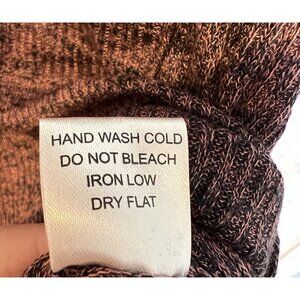 HAND WASH COLD
DO NOT BLEACH
IRON LOW
DRY FLAT